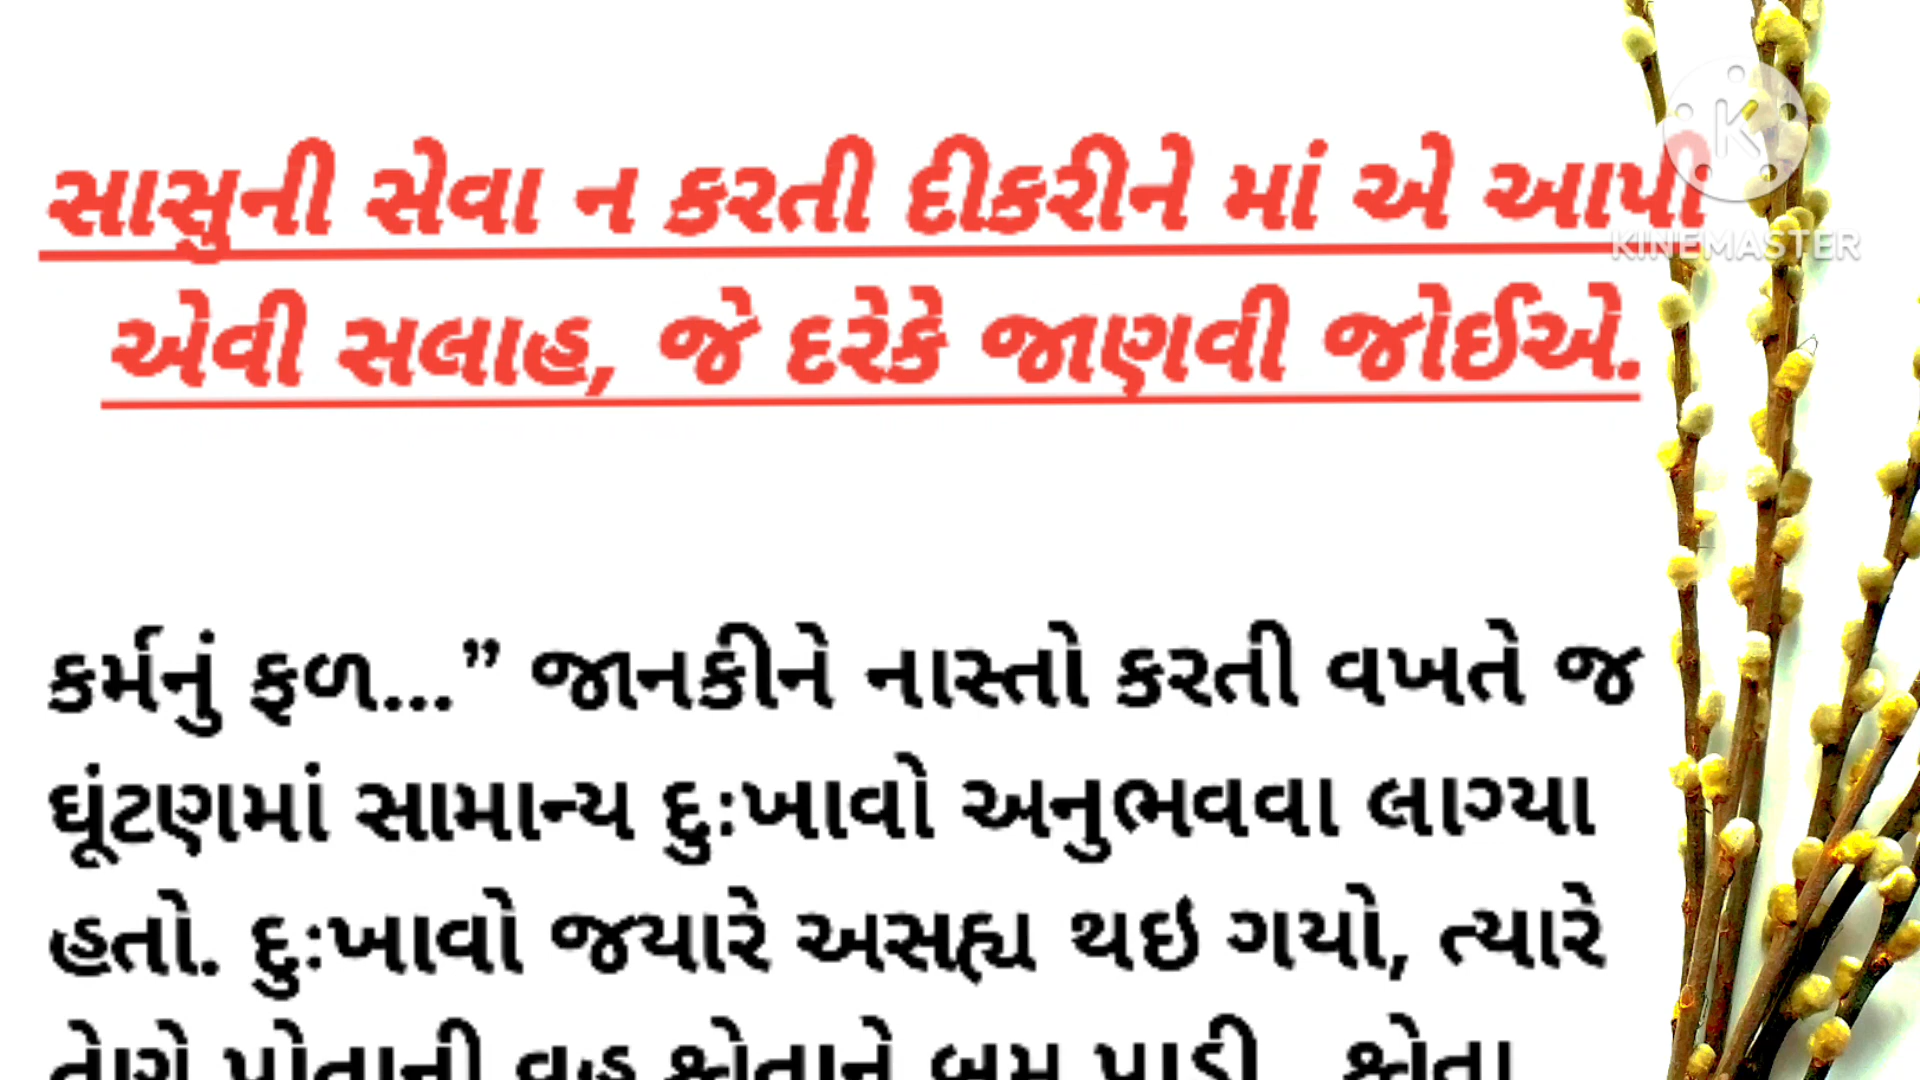 સાસુની સેવા ન કરતી દીકરીને માં એ આપી
એવી સલાહ, જે દરેકે જાણવી જોઈએ.
કર્મનું ફળ...” જાનકીને નાસ્તો કરતી વખતે જ
ઘૂંટણમાં સામાન્ય દુઃખાવો અનુભવવા લાગ્યા
હતો. દુઃખાવો જ્યારે અસહ્ય થઇ ગયો, ત્યારે
તેણે પોતાની વહુ શ્વેતાને બૂમ પાડી.. શ્વેતા
KINEMASTER